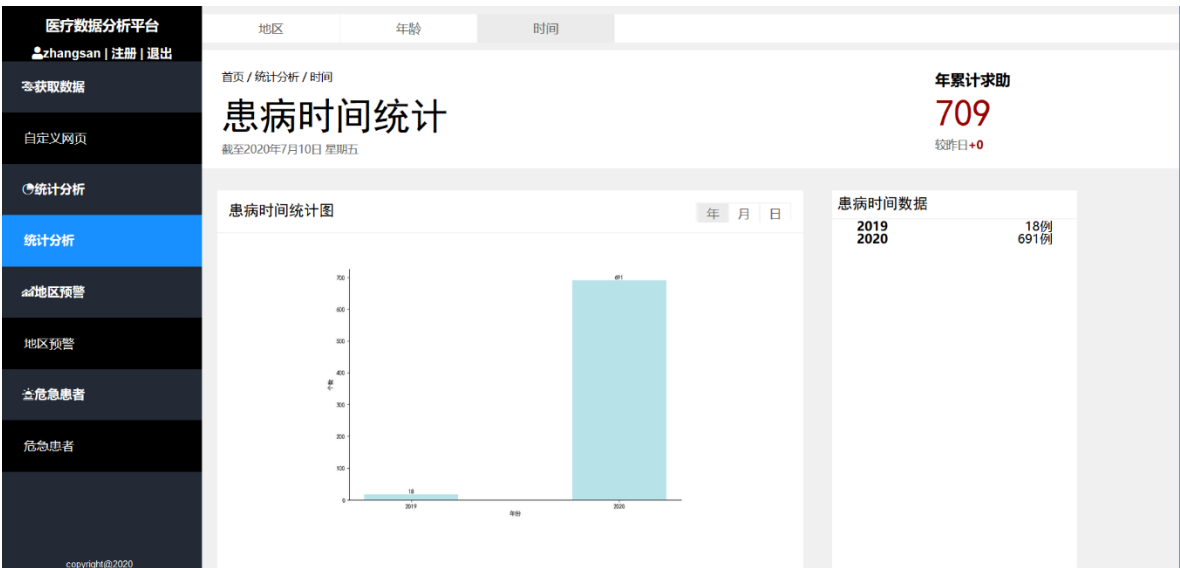 医疗数据分析平台
zhangsan | 注册 | 退出
获取数据
自定义网页
统计分析
统计分析
地区预警
地区预警
危急患者
危急患者
copyright@2020
地区 年龄 时间
首页 / 统计分析 / 时间
患病时间统计
截至2020年7月10日 星期五
年累计求助
709
较昨日+0
患病时间统计图
年 月 日
700
600
500
400
300
200
100
0
个数
18
691
2019
2020
年份
患病时间数据
2019 18例
2020 691例